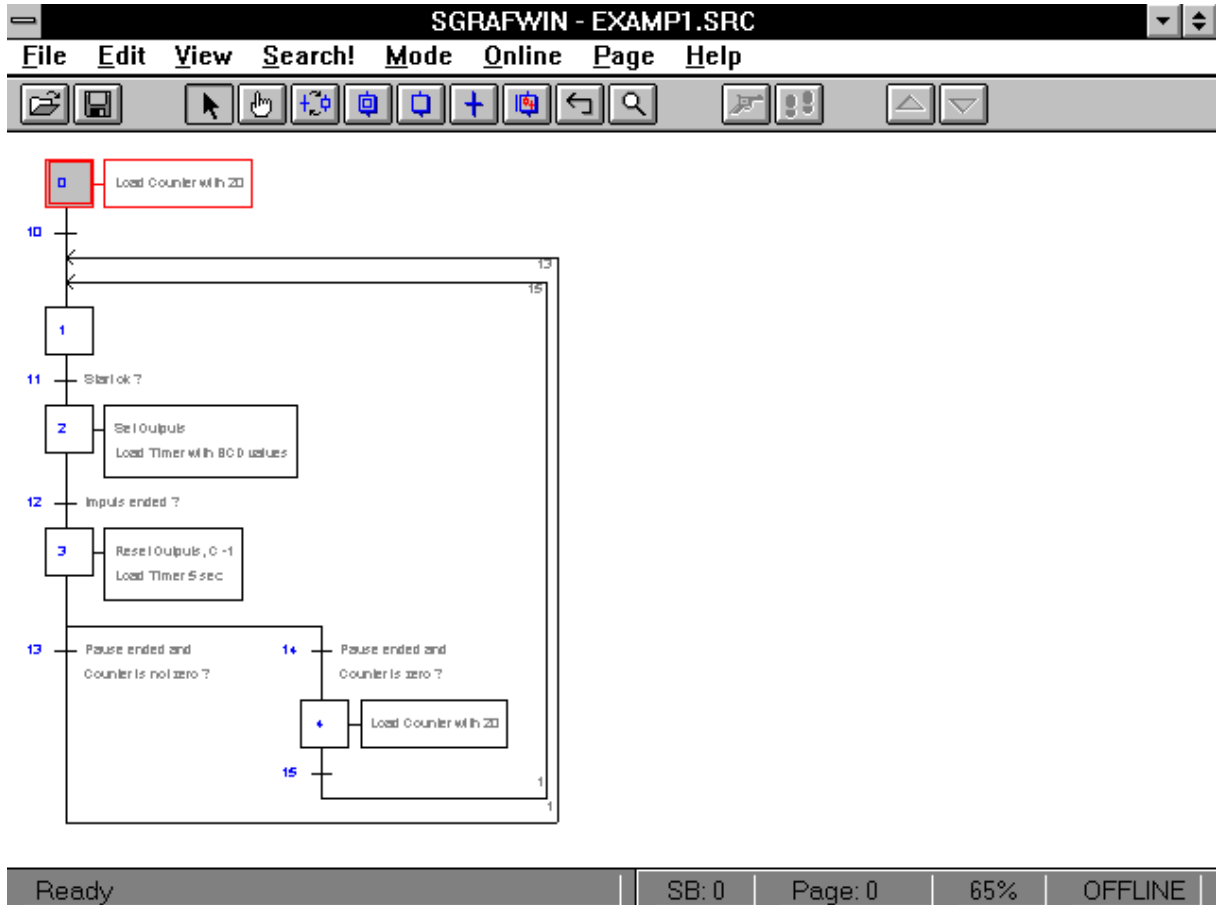 SGRAFWIN - EXAMP1.SRC
File Edit View Search! Mode Online Page Help
0 Load Counter with 20
10
13
15
1
11 Start ok ?
2 Set Outputs
Load Timer with BCD values
12 Impuls ended ?
3 Reset Outputs, C -1
Load Timer 5 sec
13 Pause ended and 14 Pause ended and
Counter is not zero ? Counter is zero ?
4 Load Counter with 20
15
1
1
Ready SB: 0 Page: 0 65% OFFLINE